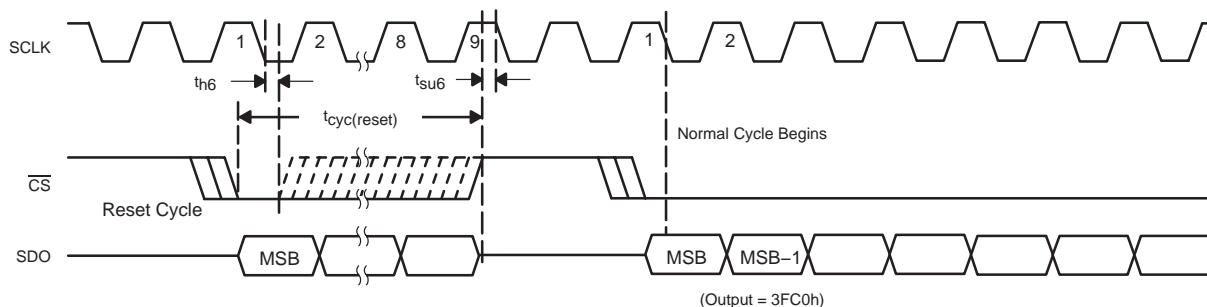 SCLK 1 2 8 9 1 2
th6 tsu6
tcyc(reset)
Normal Cycle Begins
CS
Reset Cycle
SDO MSB MSB MSB–1
(Output = 3FC0h)